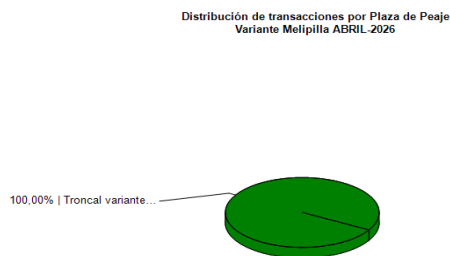 Distribución de transacciones por Plaza de Peaje
Variante Melipilla ABRIL-2026
100,00% | Troncal variante...